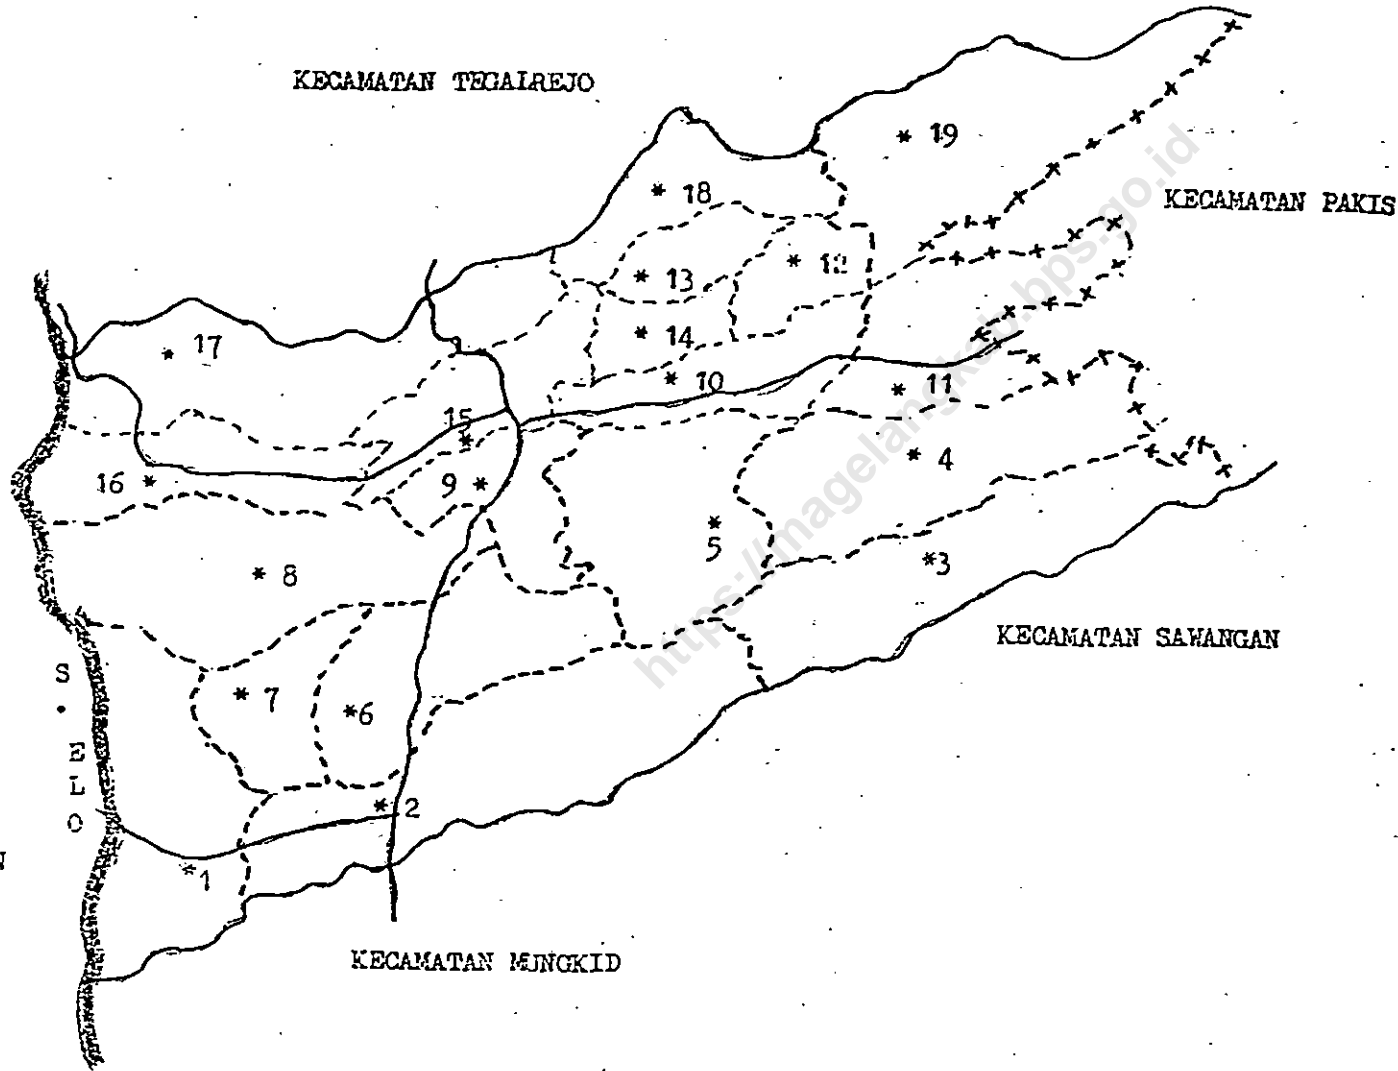 KECAMATAN TEGALREJO
* 19
* 18
KECAMATAN PAKIS
* 12
* 13
* 14
* 17
* 10
* 11
15
*
* 4
16 *
9 *
*
5
* 8
*3
KECAMATAN SAWANGAN
S
.
E
L
O
* 7
*6
* 2
N
*1
KECAMATAN MUNGKID
https://magelangkab.bps.go.id